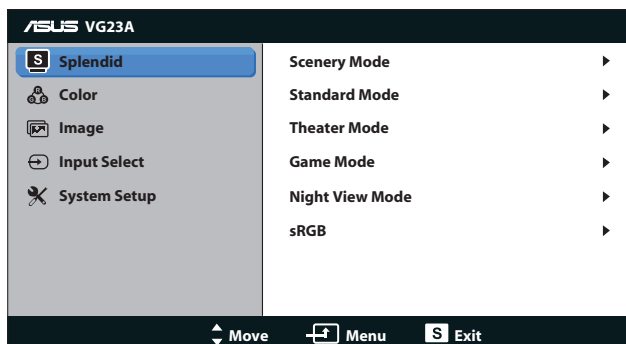 ASUS VG23A
S Splendid
R G B Color
Image
Input Select
System Setup
Scenery Mode
Standard Mode
Theater Mode
Game Mode
Night View Mode
sRGB
Move Menu S Exit